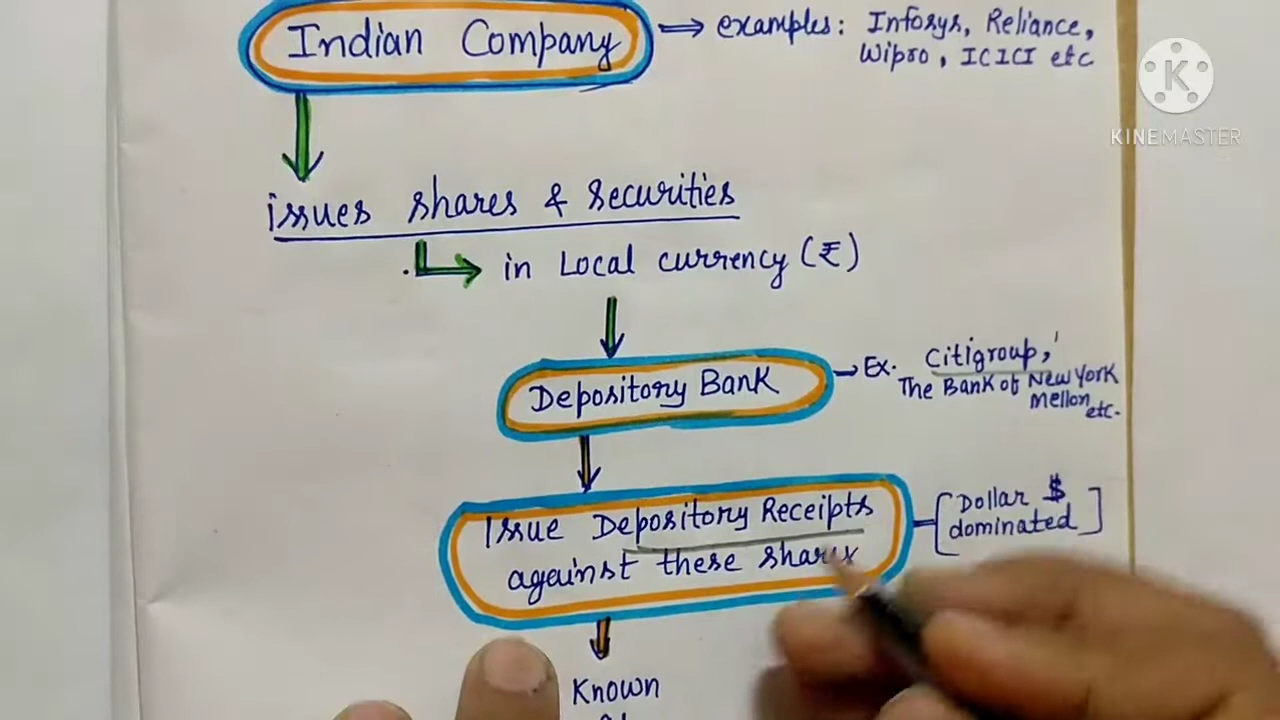 Indian Company
examples: Infosys, Reliance,
Wipro, ICICI etc
K
KINEMASTER
issues shares & securities
in Local currency (₹)
Depository Bank
Ex. Citigroup,
The Bank of New York
Mellon
etc.
Issue Depository Receipts
against these shares
[Dollar $
dominated]
Known